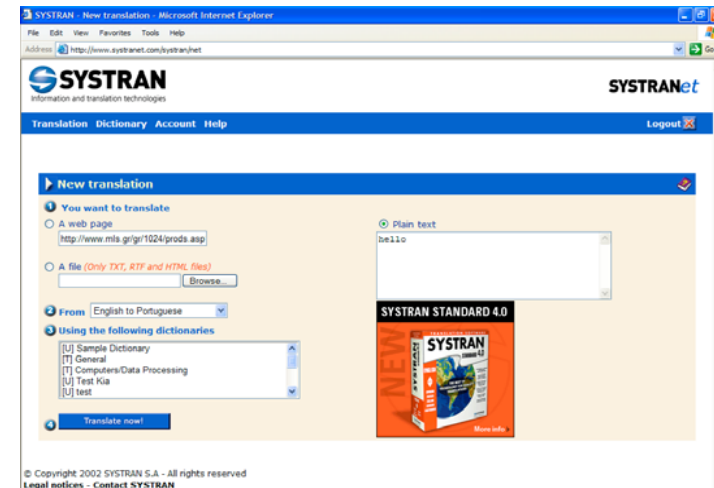 SYSTRAN - New translation - Microsoft Internet Explorer
File Edit View Favorites Tools Help
Address http://www.systranet.com/systran/net Go
SYSTRAN
Information and translation technologies
SYSTRANet
Translation Dictionary Account Help Logout
New translation
1 You want to translate
A web page
http://www.mls.gr/gr/1024/prods.asp
A file (Only TXT, RTF and HTML files)
Browse...
Plain text
hello
2 From English to Portuguese
3 Using the following dictionaries
[U] Sample Dictionary
[T] General
[T] Computers/Data Processing
[U] Test Kia
[U] test
4 Translate now!
SYSTRAN STANDARD 4.0
NEW
SYSTRAN
More info
© Copyright 2002 SYSTRAN S.A - All rights reserved
Legal notices - Contact SYSTRAN